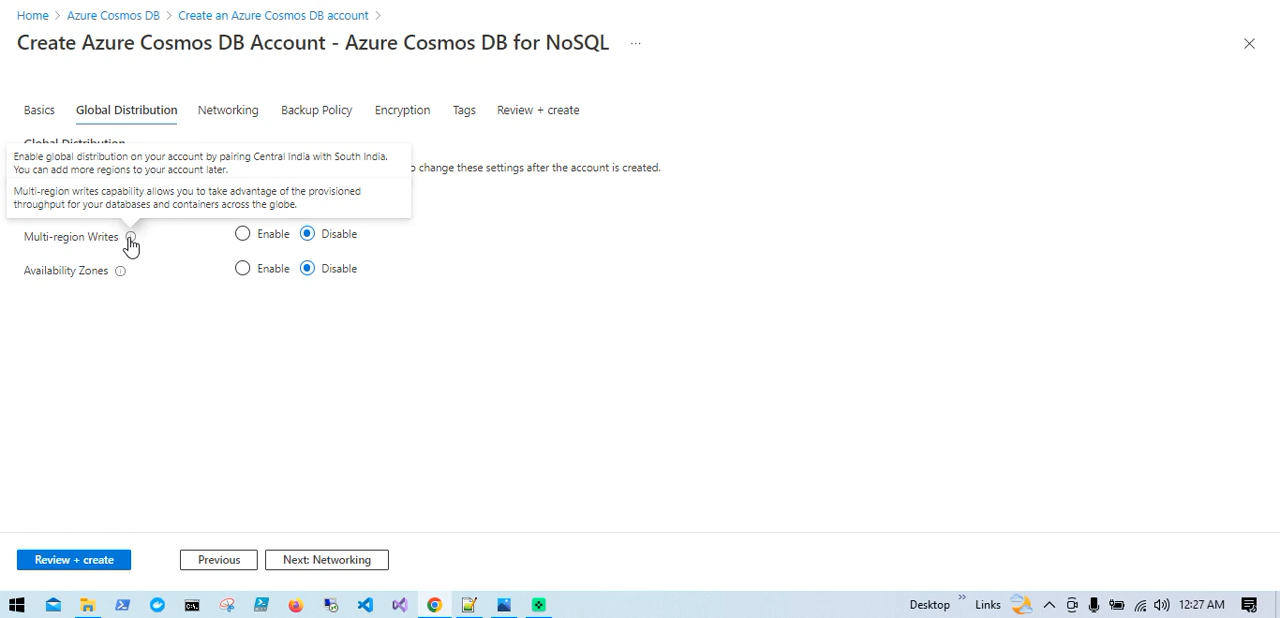 Home > Azure Cosmos DB > Create an Azure Cosmos DB account >
Create Azure Cosmos DB Account - Azure Cosmos DB for NoSQL ...
Basics Global Distribution Networking Backup Policy Encryption Tags Review + create
Global Distribution
Enable global distribution on your account by pairing Central India with South India.
You can add more regions to your account later.
change these settings after the account is created.
Multi-region writes capability allows you to take advantage of the provisioned
throughput for your databases and containers across the globe.
Multi-region Writes Enable Disable
Availability Zones Enable Disable
Review + create Previous Next: Networking
Desktop » Links 12:27 AM